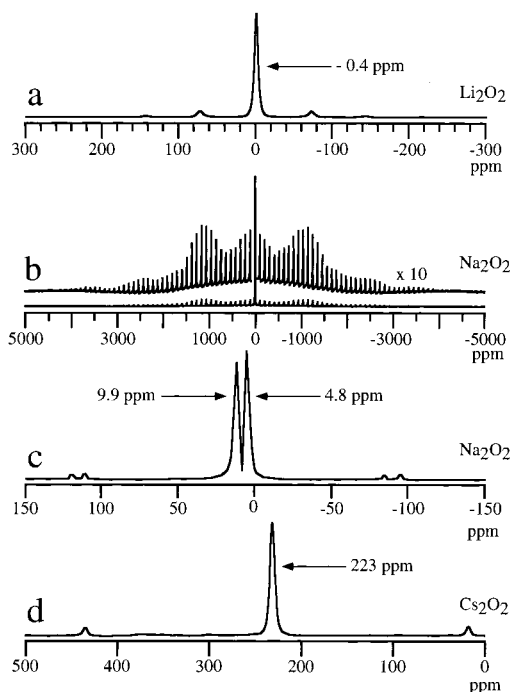 - 0.4 ppm
a
Li2O2
300 200 100 0 -100 -200 -300
ppm
b
x 10
Na2O2
5000 3000 1000 0 -1000 -3000 -5000
ppm
9.9 ppm
4.8 ppm
c
Na2O2
150 100 50 0 -50 -100 -150
ppm
223 ppm
d
Cs2O2
500 400 300 200 100 0
ppm